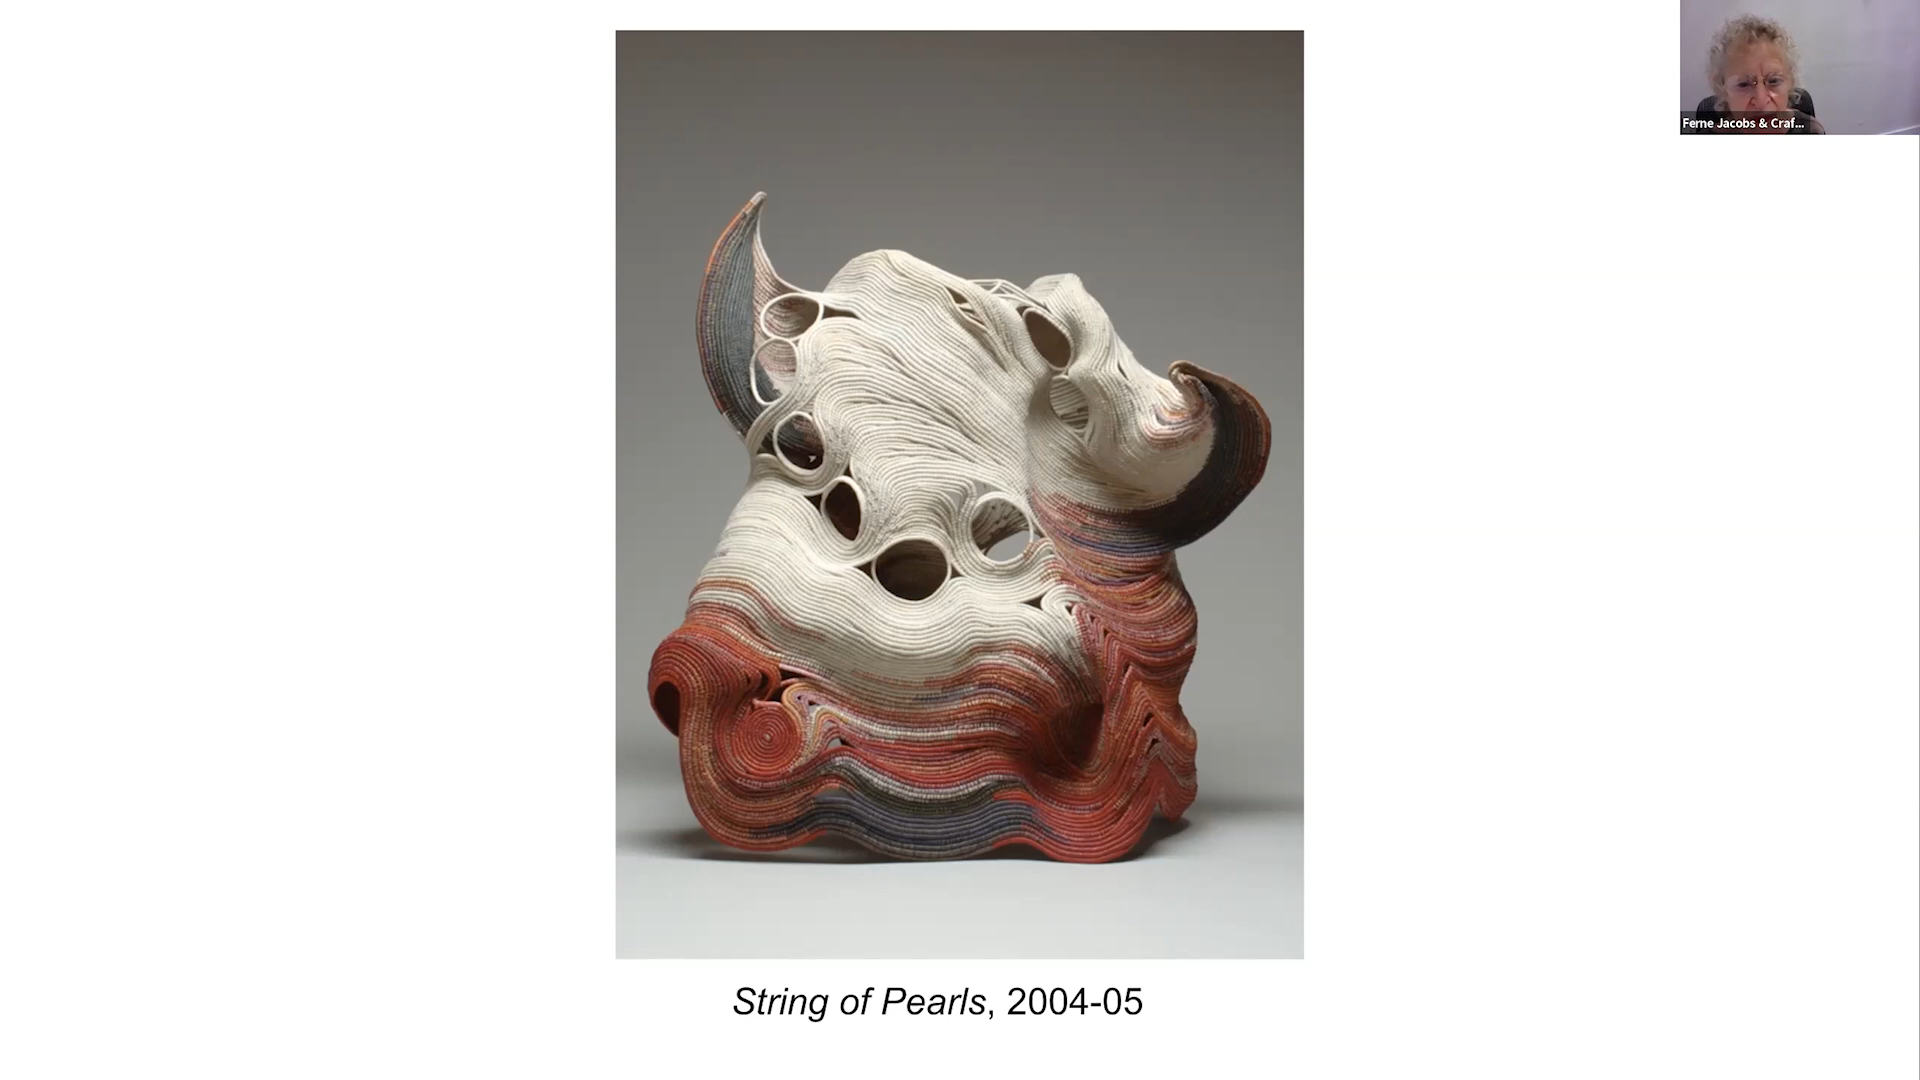 Ferne Jacobs & Craf...
String of Pearls, 2004-05